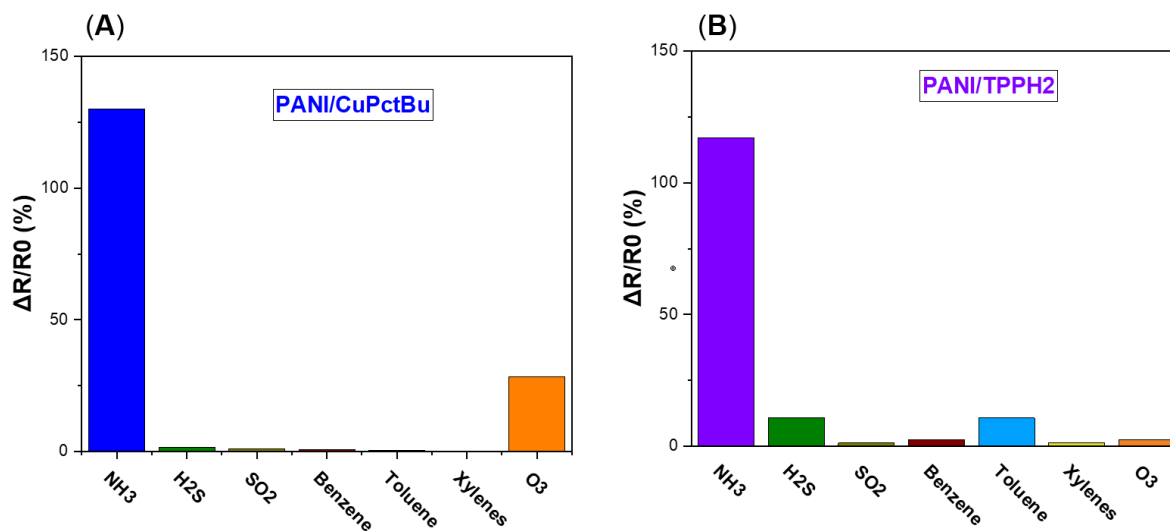 (A)
PANI/CuPctBu
ΔR/R0 (%)
150
100
50
0
NH3
H2S
SO2
Benzene
Toluene
Xylenes
O3
(B)
PANI/TPPH2
ΔR/R0 (%)
150
100
50
0
NH3
H2S
SO2
Benzene
Toluene
Xylenes
O3